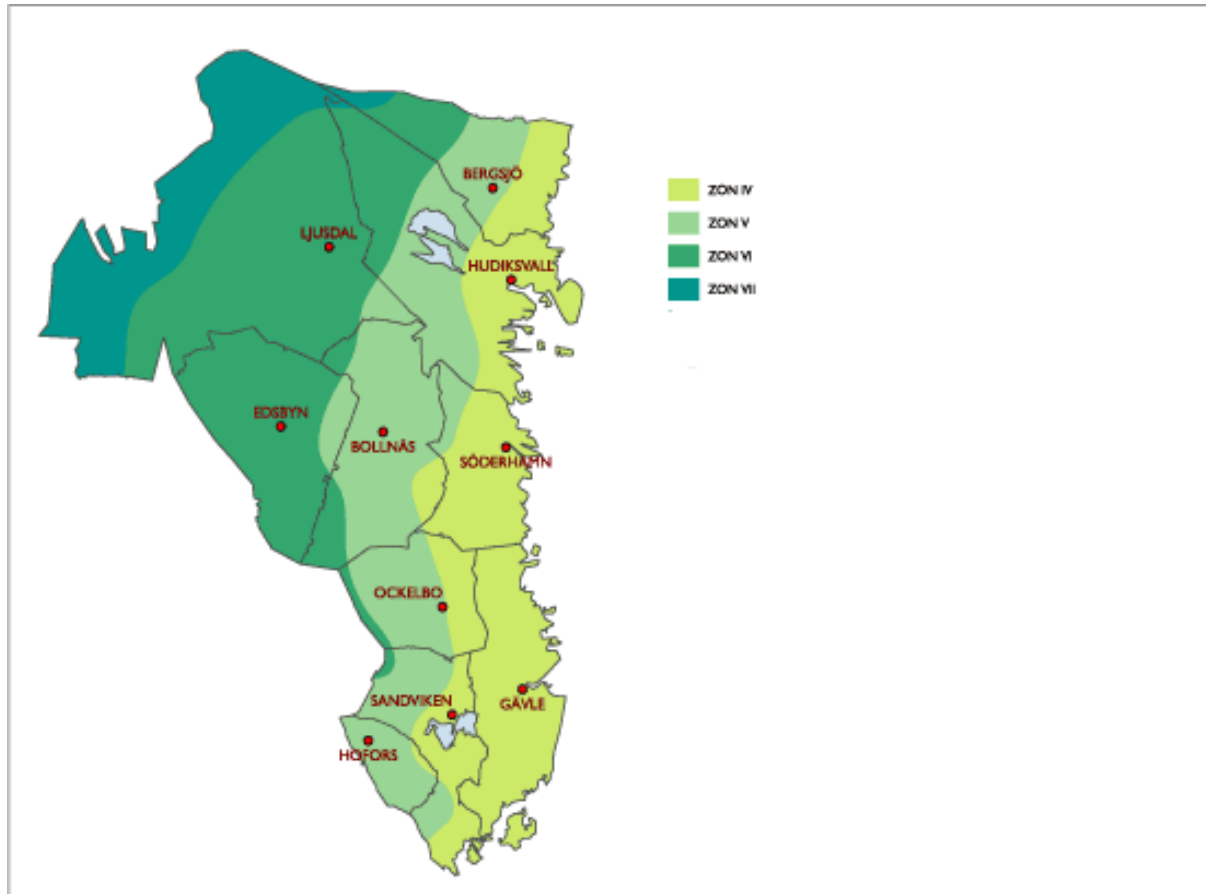 BERGSJÖ
LJUSDAL
HUDIKSVALL
EDSBYN
BOLLNÄS
SÖDERHAMN
OCKELBO
SANDVIKEN
GÄVLE
HOFORS
ZON IV
ZON V
ZON VI
ZON VII